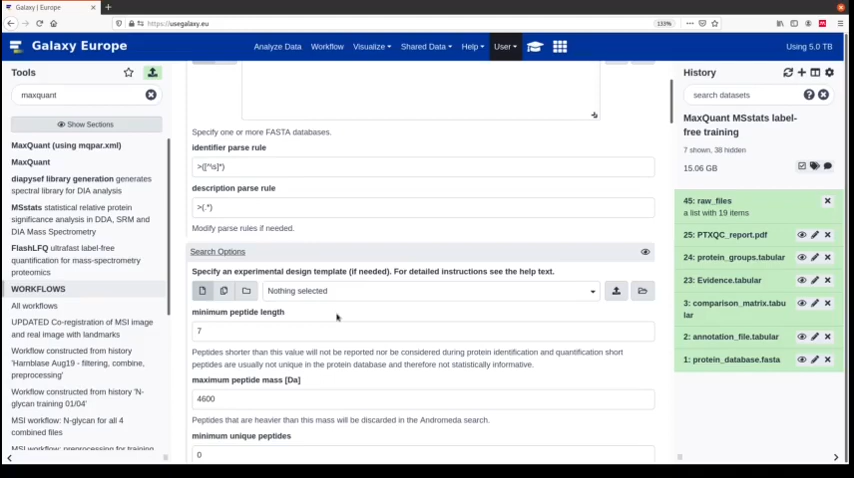 Galaxy | Europe
https://usegalaxy.eu
133%
Galaxy Europe
Analyze Data
Workflow
Visualize
Shared Data
Help
User
Using 5.0 TB
Tools
maxquant
Show Sections
MaxQuant (using mqpar.xml)
MaxQuant
diapysef library generation generates
spectral library for DIA analysis
MSstats statistical relative protein
significance analysis in DDA, SRM and
DIA Mass Spectrometry
FlashLFQ ultrafast label-free
quantification for mass-spectrometry
proteomics
WORKFLOWS
All workflows
UPDATED Co-registration of MSI image
and real image with landmarks
Workflow constructed from history
'Harnblase Aug19 - filtering, combine,
preprocessing'
Workflow constructed from history 'N-
glycan training 01/04'
MSI workflow: N-glycan for all 4
combined files
MSI workflow: preprocessing for training
Specify one or more FASTA databases.
identifier parse rule
>([^\s]*)
description parse rule
>(.*)
Modify parse rules if needed.
Search Options
Specify an experimental design template (if needed). For detailed instructions see the help text.
Nothing selected
minimum peptide length
7
Peptides shorter than this value will not be reported nor be considered during protein identification and quantification short
peptides are usually not unique in the protein database and therefore not statistically informative.
maximum peptide mass [Da]
4600
Peptides that are heavier than this mass will be discarded in the Andromeda search.
minimum unique peptides
0
History
search datasets
MaxQuant MSstats label-
free training
7 shown, 38 hidden
15.06 GB
45: raw_files
a list with 19 items
25: PTXQC_report.pdf
24: protein_groups.tabular
23: Evidence.tabular
3: comparison_matrix.tabu
lar
2: annotation_file.tabular
1: protein_database.fasta